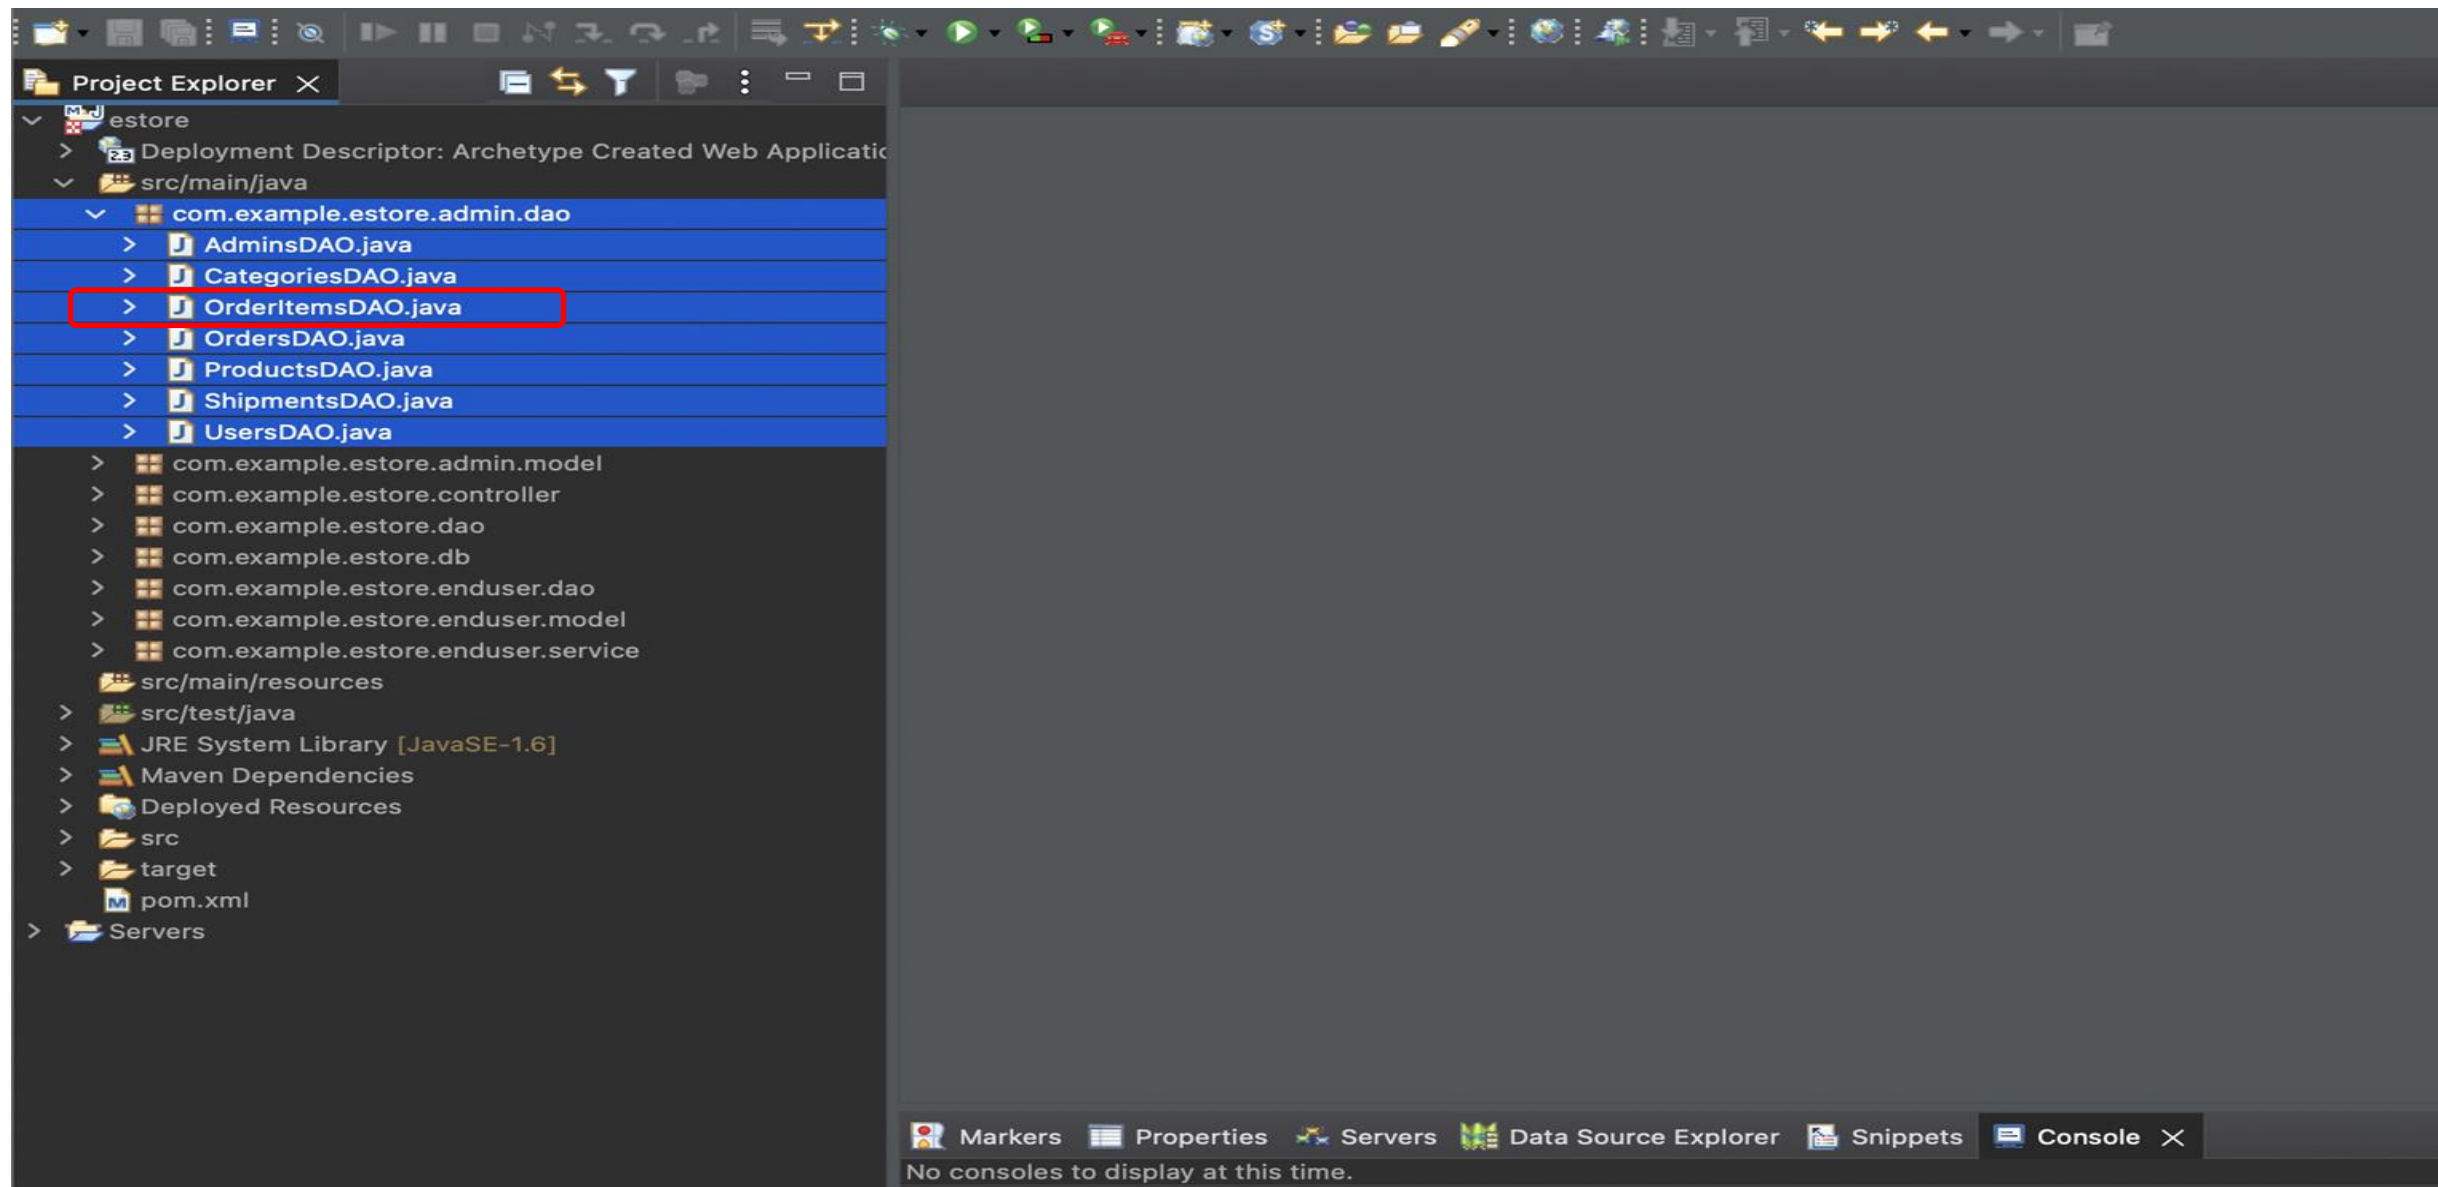 Project Explorer
estore
Deployment Descriptor: Archetype Created Web Applicatic
src/main/java
com.example.estore.admin.dao
AdminsDAO.java
CategoriesDAO.java
OrderItemsDAO.java
OrdersDAO.java
ProductsDAO.java
ShipmentsDAO.java
UsersDAO.java
com.example.estore.admin.model
com.example.estore.controller
com.example.estore.dao
com.example.estore.db
com.example.estore.enduser.dao
com.example.estore.enduser.model
com.example.estore.enduser.service
src/main/resources
src/test/java
JRE System Library [JavaSE-1.6]
Maven Dependencies
Deployed Resources
src
target
pom.xml
Servers
Markers Properties Servers Data Source Explorer Snippets Console
No consoles to display at this time.